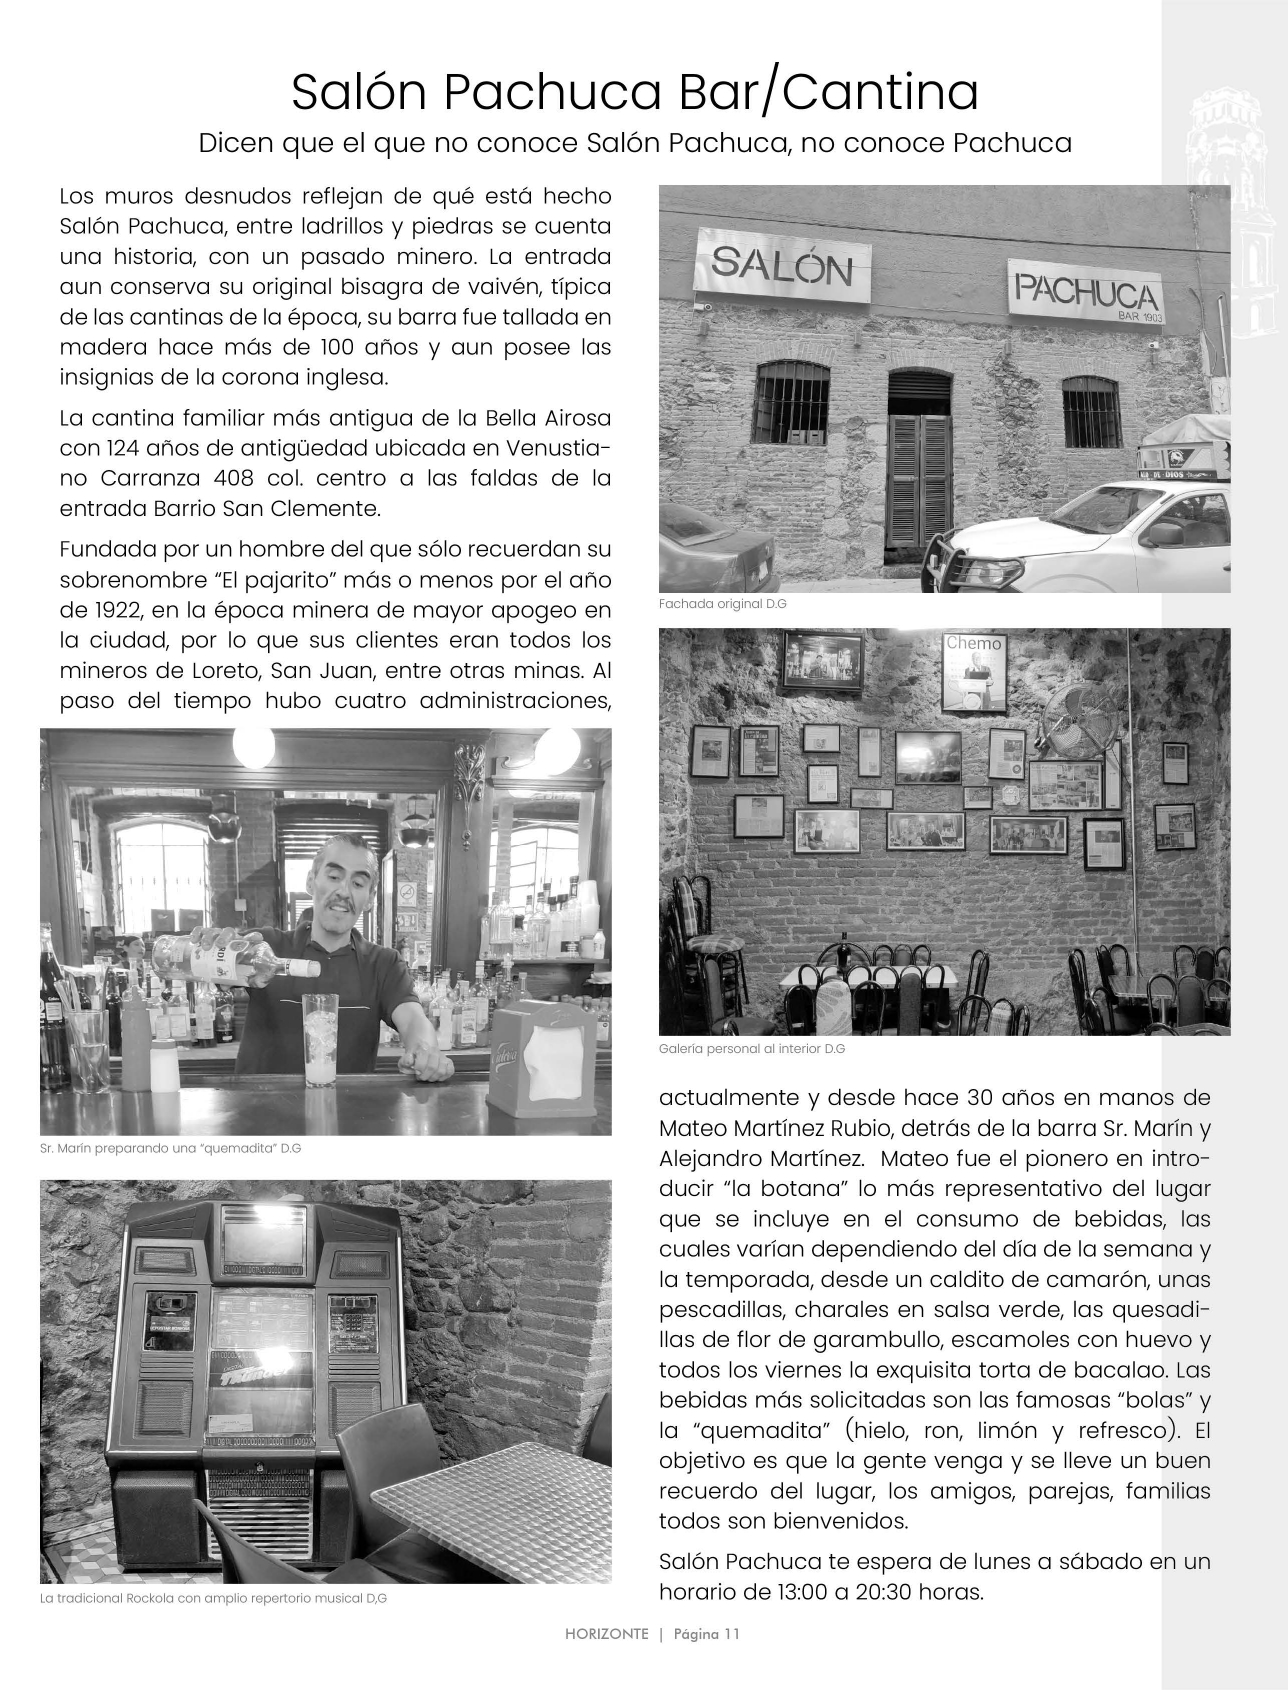 Salón Pachuca Bar/Cantina
Dicen que el que no conoce Salón Pachuca, no conoce Pachuca
Los muros desnudos reflejan de qué está hecho
Salón Pachuca, entre ladrillos y piedras se cuenta
una historia, con un pasado minero. La entrada
aun conserva su original bisagra de vaivén, típica
de las cantinas de la época, su barra fue tallada en
madera hace más de 100 años y aun posee las
insignias de la corona inglesa.
La cantina familiar más antigua de la Bella Airosa
con 124 años de antigüedad ubicada en Venustia-
no Carranza 408 col. centro a las faldas de la
entrada Barrio San Clemente.
Fundada por un hombre del que sólo recuerdan su
sobrenombre “El pajarito” más o menos por el año
de 1922, en la época minera de mayor apogeo en
la ciudad, por lo que sus clientes eran todos los
mineros de Loreto, San Juan, entre otras minas. Al
paso del tiempo hubo cuatro administraciones,
Sr. Marín preparando una “quemadita” D.G
La tradicional Rockola con amplio repertorio musical D,G
SALÓN
PACHUCA
BAR 1903
DE DIOS
Fachada original D.G
Chemo
Galería personal al interior D.G
actualmente y desde hace 30 años en manos de
Mateo Martínez Rubio, detrás de la barra Sr. Marín y
Alejandro Martínez. Mateo fue el pionero en intro-
ducir “la botana” lo más representativo del lugar
que se incluye en el consumo de bebidas, las
cuales varían dependiendo del día de la semana y
la temporada, desde un caldito de camarón, unas
pescadillas, charales en salsa verde, las quesadi-
llas de flor de garambullo, escamoles con huevo y
todos los viernes la exquisita torta de bacalao. Las
bebidas más solicitadas son las famosas “bolas” y
la “quemadita” (hielo, ron, limón y refresco). El
objetivo es que la gente venga y se lleve un buen
recuerdo del lugar, los amigos, parejas, familias
todos son bienvenidos.
Salón Pachuca te espera de lunes a sábado en un
horario de 13:00 a 20:30 horas.
HORIZONTE | Página 11